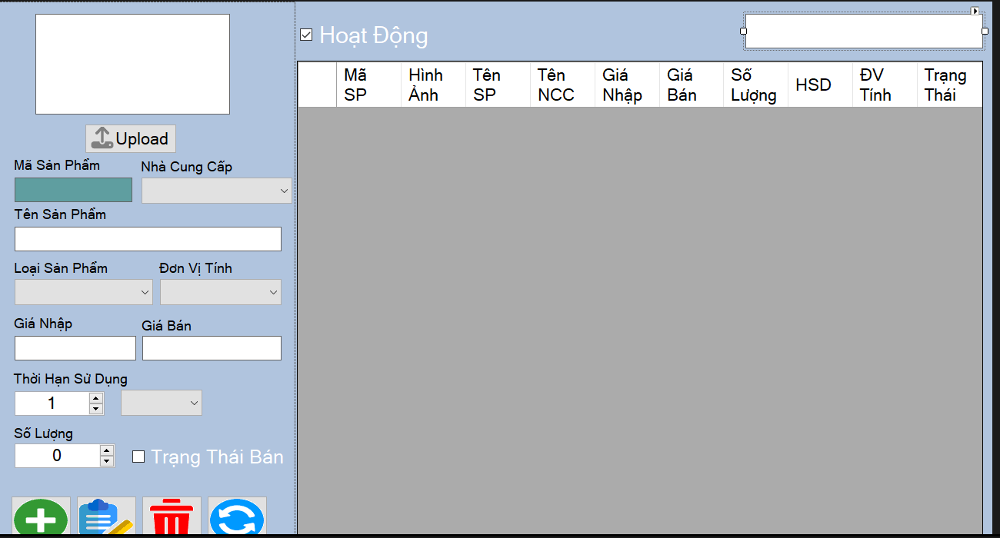 Hoạt Động
Upload
Mã Sản Phẩm
Nhà Cung Cấp
Tên Sản Phẩm
Loại Sản Phẩm
Đơn Vị Tính
Giá Nhập
Giá Bán
Thời Hạn Sử Dụng
1
Số Lượng
0
Trạng Thái Bán
Mã
SP
Hình
Ảnh
Tên
SP
Tên
NCC
Giá
Nhập
Giá
Bán
Số
Lượng
HSD
ĐV
Tính
Trạng
Thái